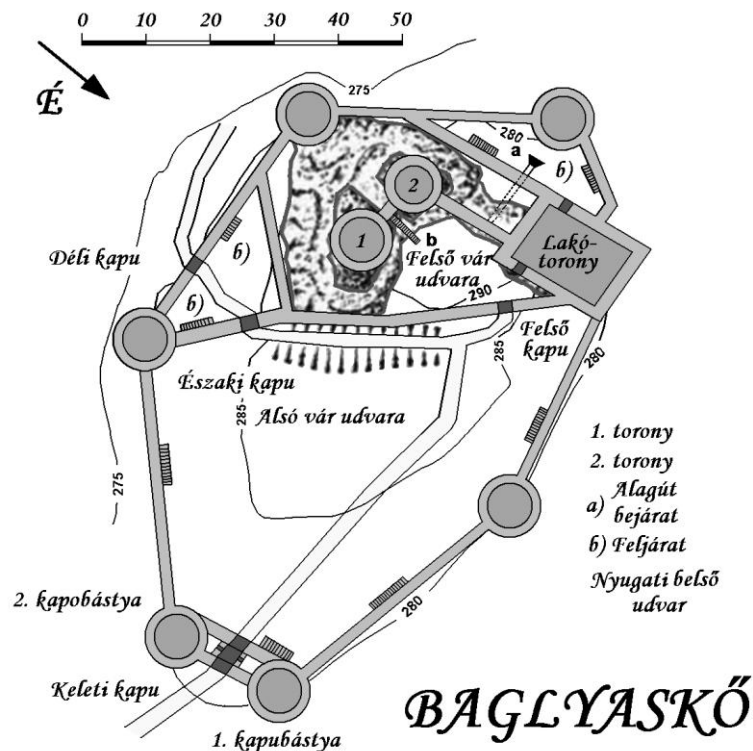 0 10 20 30 40 50
É
275
280
a
b)
2
1
b
Lakó-
torony
Felső vár
udvara
290
Déli kapu
b)
b)
Felső
kapu
285
280
Északi kapu
285
Alsó vár udvara
275
1. torony
2. torony
a) Alagút
bejárat
b) Feljárat
Nyugati belső
udvar
280
2. kapobástya
Keleti kapu
1. kapubástya
BAGLYASKŐ